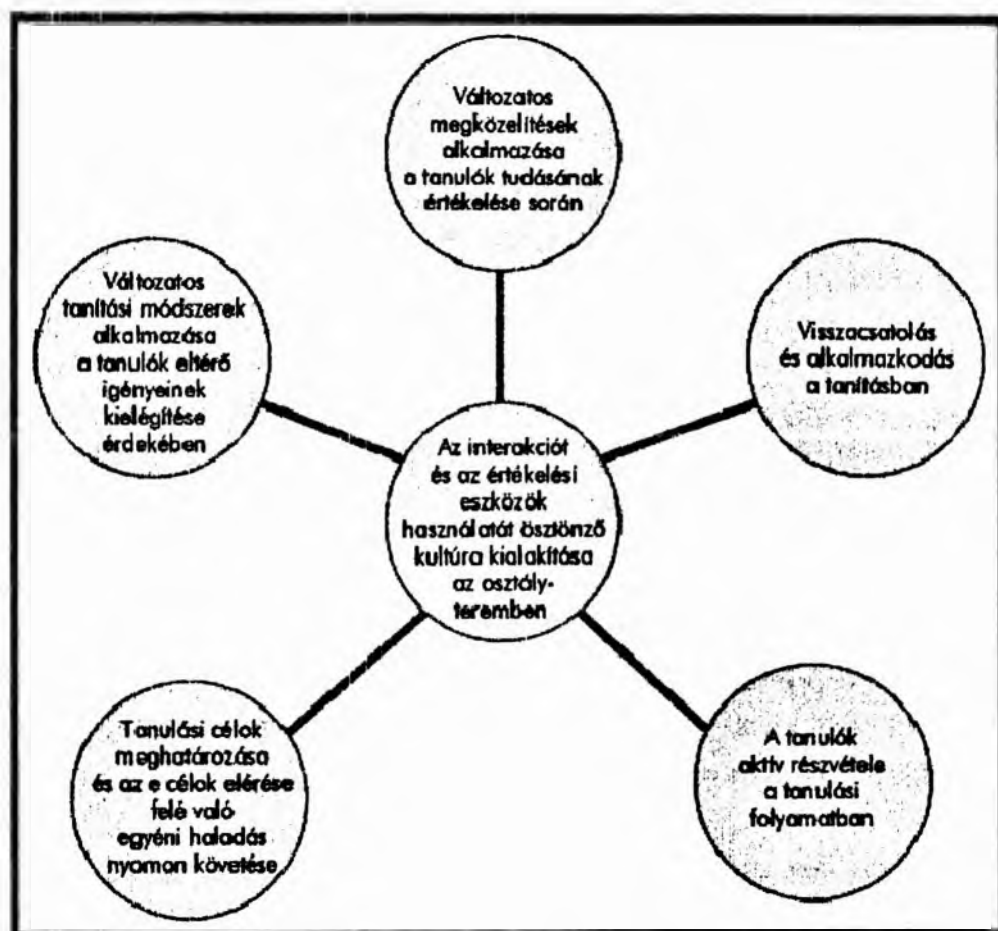 Változatos
megközelítések
alkalmazása
a tanulók tudásának
értékelése során
Változatos
tanítási módszerek
alkalmazása
a tanulók eltérő
igényeinek
kielégítése
érdekében
Visszacsatolás
és alkalmazkodás
a tanításban
Az interakciót
és az értékelési
eszközök
használatát ösztönző
kultúra kialakítása
az osztály-
teremben
Tanulási célok
meghatározása
és az e célok elérése
felé való
egyéni haladás
nyomon követése
A tanulók
aktív részvétele
a tanulási
folyamatban